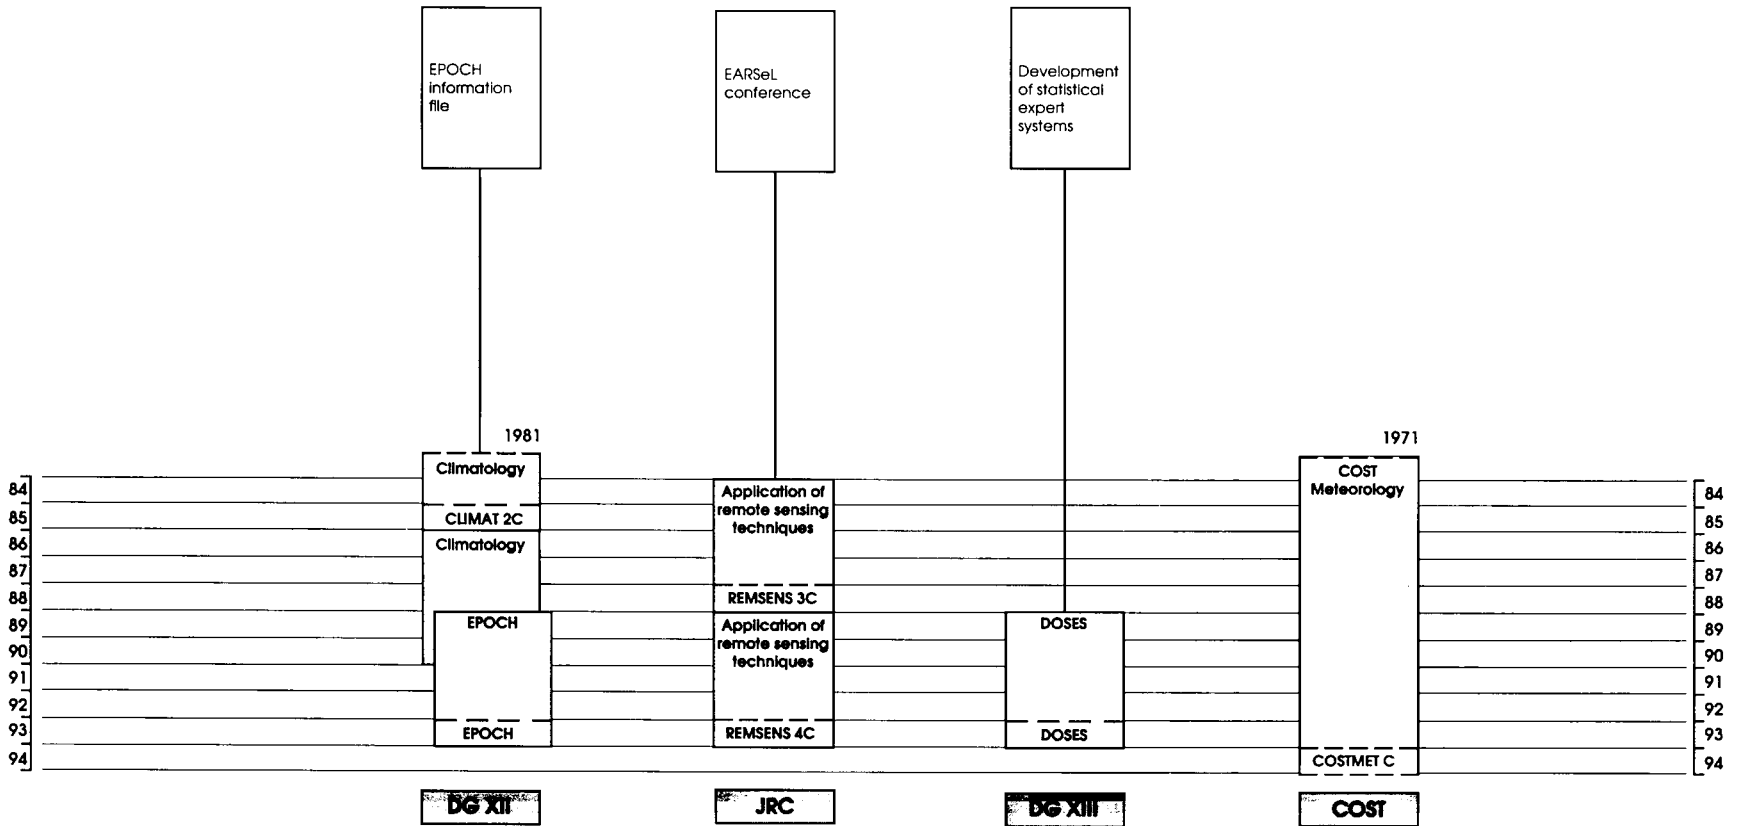 EPOCH
information
file
EARSeL
conference
Development
of statistical
expert
systems
1981
1971
Climatology
CLIMAT 2C
Climatology
EPOCH
EPOCH
Application of
remote sensing
techniques
REMSENS 3C
Application of
remote sensing
techniques
REMSENS 4C
DOSES
DOSES
COST
Meteorology
COSTMET C
84
85
86
87
88
89
90
91
92
93
94
84
85
86
87
88
89
90
91
92
93
94
DG XII
JRC
DG XIII
COST